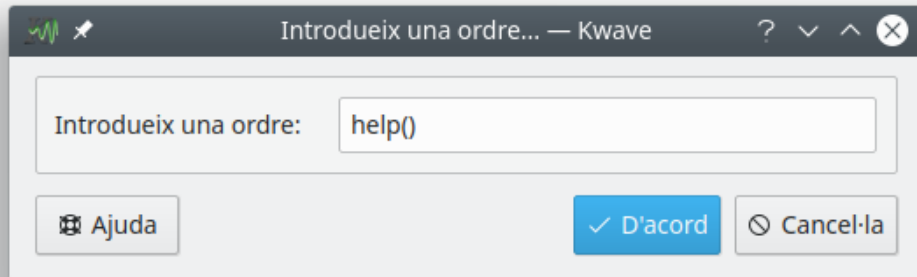 Introdueix una ordre... — Kwave
Introdueix una ordre: help()
Ajuda D'acord Cancel·la